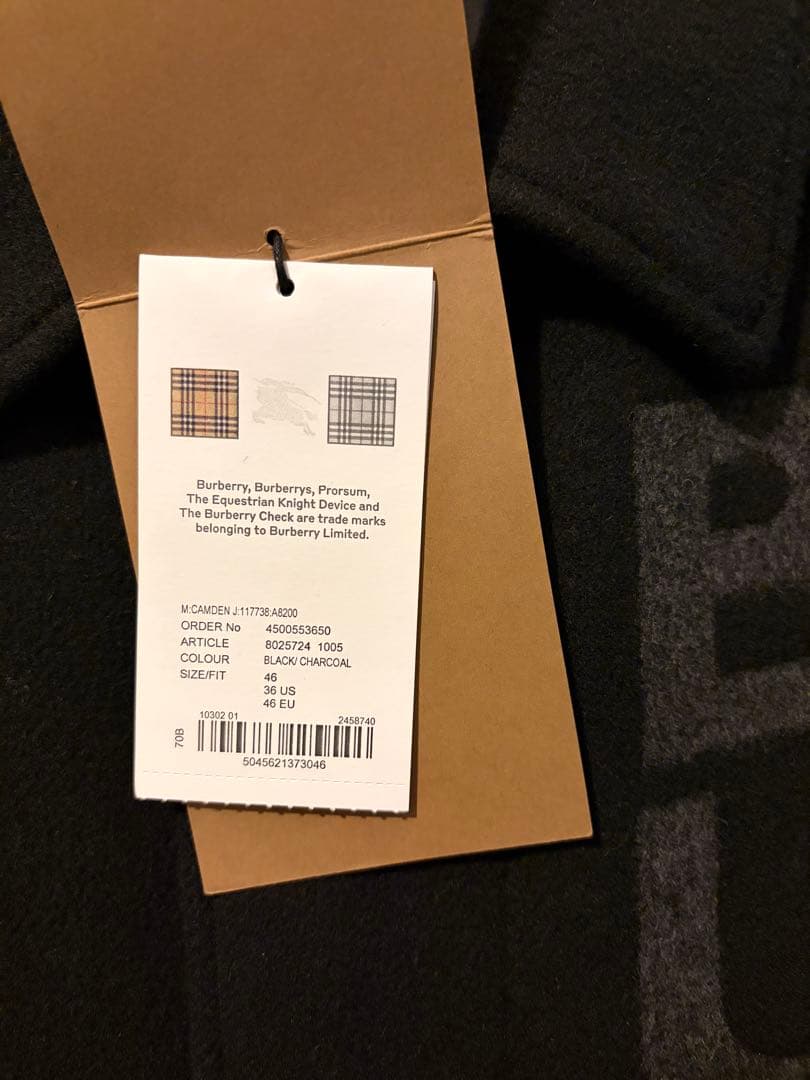 Burberry, Burberrys, Prorsum,
The Equestrian Knight Device and
The Burberry Check are trade marks
belonging to Burberry Limited.
M:CAMDEN J:117738:A8200
ORDER No 4500553650
ARTICLE 8025724 1005
COLOUR BLACK/ CHARCOAL
SIZE/FIT 46
36 US
46 EU
10302 01 2458740
70B
5045621373046